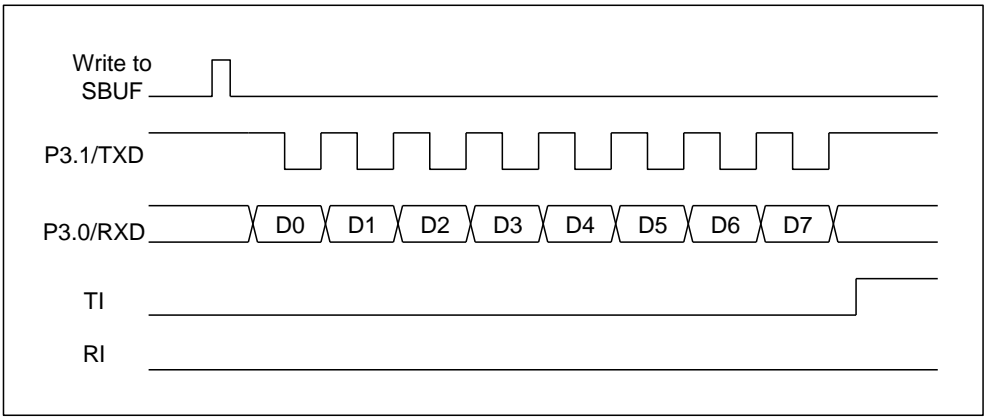 Write to
SBUF
P3.1/TXD
P3.0/RXD D0 D1 D2 D3 D4 D5 D6 D7
TI
RI